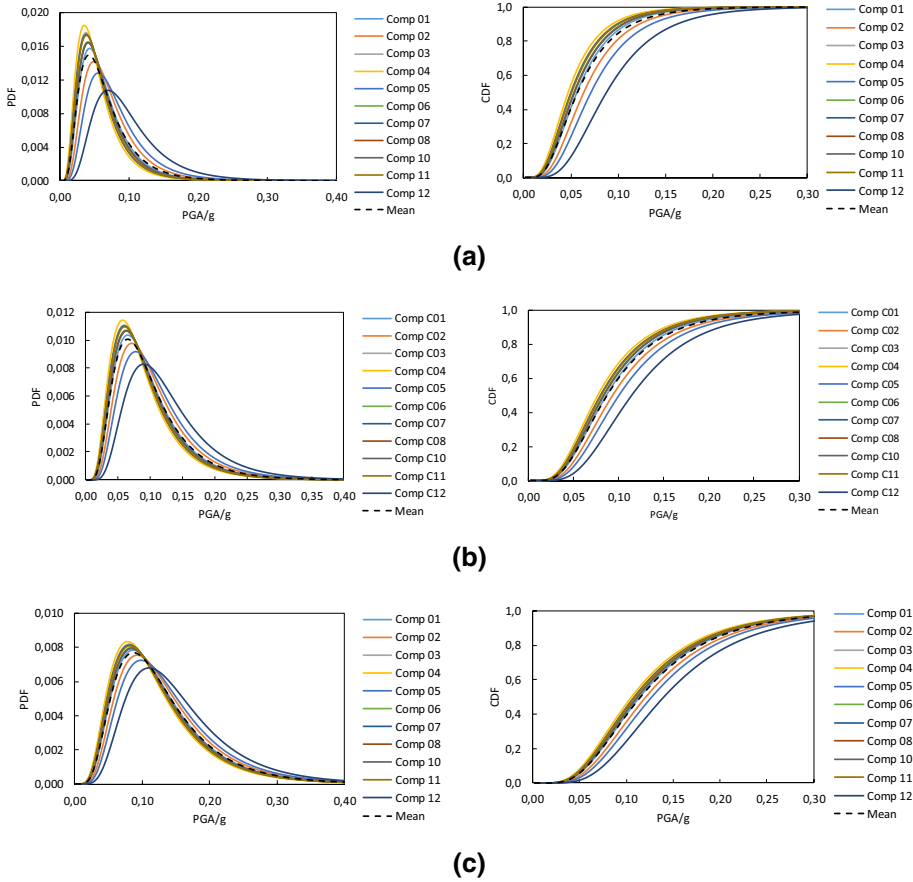 0,020
0,016
0,012
0,008
0,004
0,000
PDF
0,00 0,10 0,20 0,30 0,40
PGA/g
Comp 01
Comp 02
Comp 03
Comp 04
Comp 05
Comp 06
Comp 07
Comp 08
Comp 10
Comp 11
Comp 12
Mean
1,0
0,8
0,6
0,4
0,2
0,0
CDF
0,00 0,05 0,10 0,15 0,20 0,25 0,30
PGA/g
Comp 01
Comp 02
Comp 03
Comp 04
Comp 05
Comp 06
Comp 07
Comp 08
Comp 10
Comp 11
Comp 12
Mean
(a)
0,012
0,010
0,008
0,006
0,004
0,002
0,000
PDF
0,00 0,05 0,10 0,15 0,20 0,25 0,30 0,35 0,40
PGA/g
Comp C01
Comp C02
Comp C03
Comp C04
Comp C05
Comp C06
Comp C07
Comp C08
Comp C10
Comp C11
Comp C12
Mean
1,0
0,8
0,6
0,4
0,2
0,0
CDF
0,00 0,05 0,10 0,15 0,20 0,25 0,30
PGA/g
Comp C01
Comp C02
Comp C03
Comp C04
Comp C05
Comp C06
Comp C07
Comp C08
Comp C10
Comp C11
Comp C12
Mean
(b)
0,010
0,008
0,006
0,004
0,002
0,000
PDF
0,00 0,10 0,20 0,30 0,40
PGA/g
Comp 01
Comp 02
Comp 03
Comp 04
Comp 05
Comp 06
Comp 07
Comp 08
Comp 10
Comp 11
Comp 12
Mean
1,0
0,8
0,6
0,4
0,2
0,0
CDF
0,00 0,05 0,10 0,15 0,20 0,25 0,30
PGA/g
Comp 01
Comp 02
Comp 03
Comp 04
Comp 05
Comp 06
Comp 07
Comp 08
Comp 10
Comp 11
Comp 12
Mean
(c)